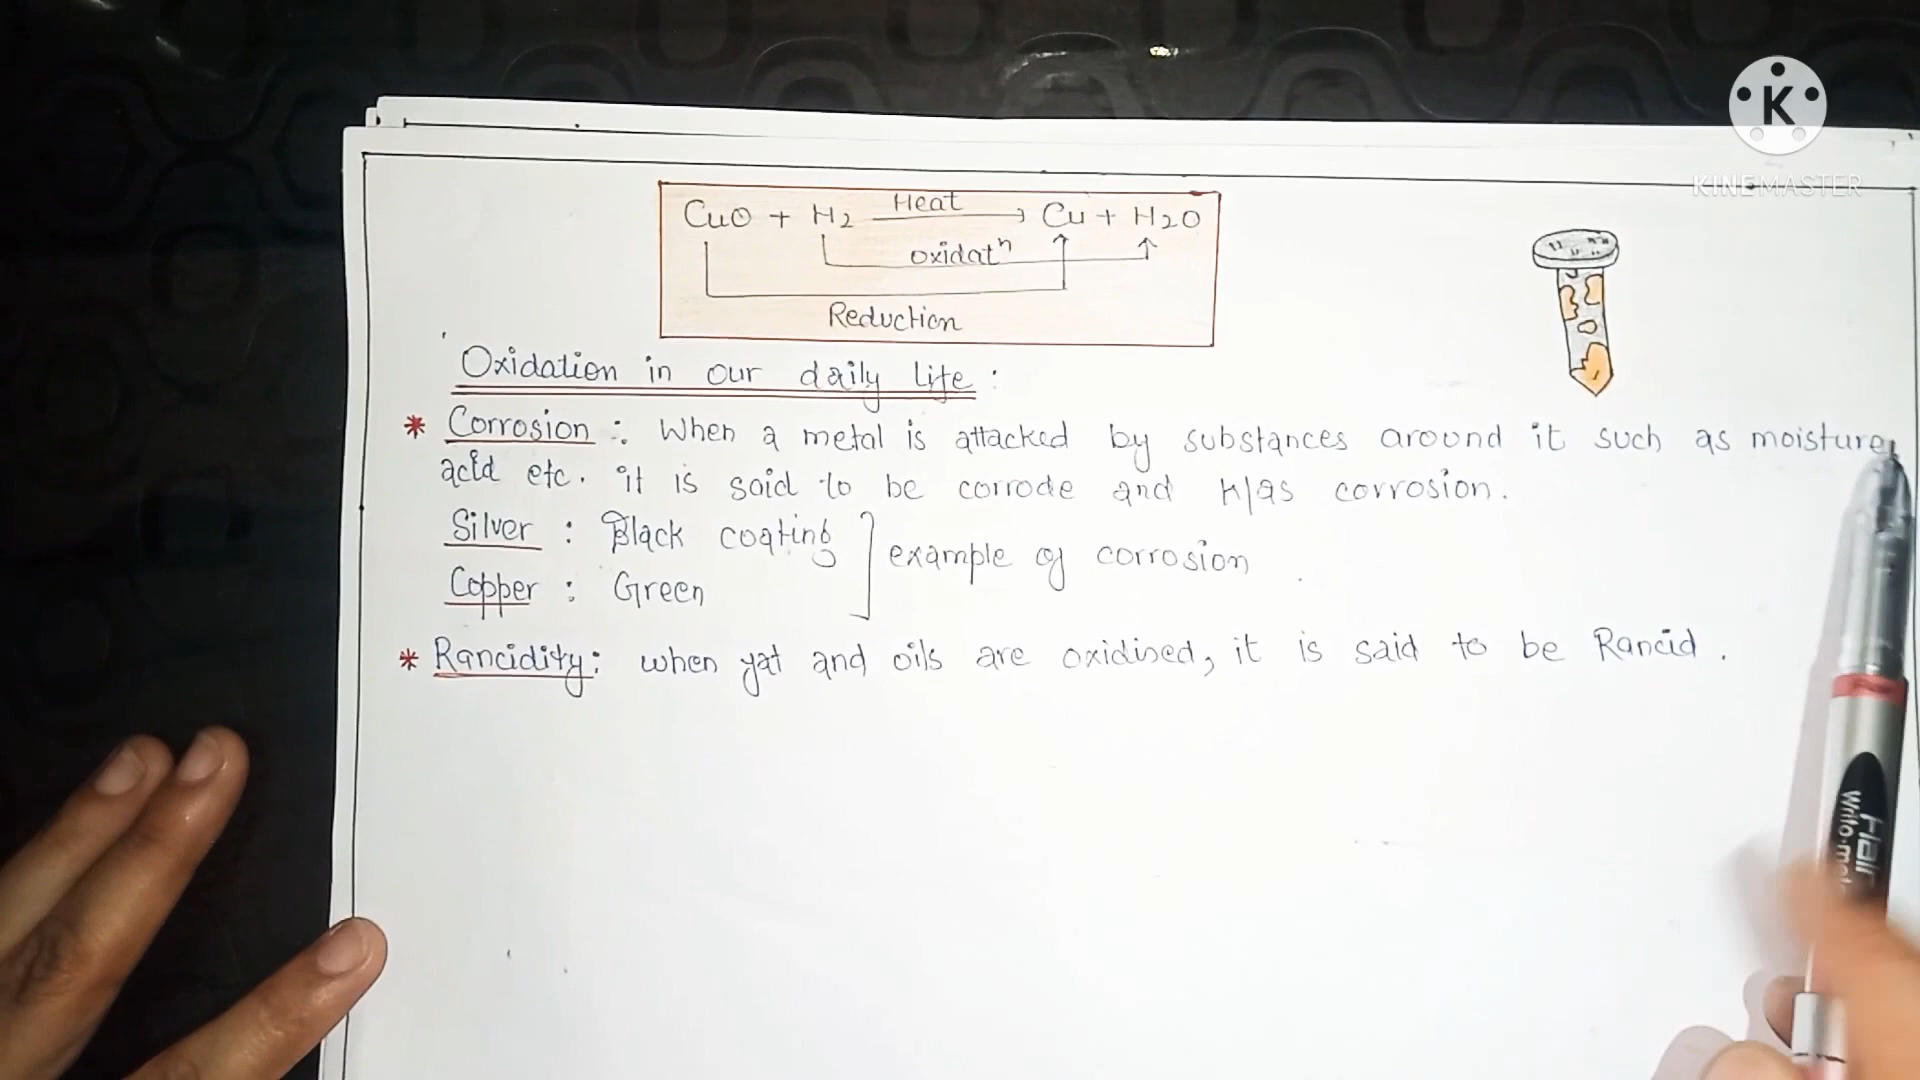 K
KINEMASTER
CuO + H2 Heat Cu + H2O
Oxidatn
Reduction
Oxidation in our daily life :
* Corrosion : When a metal is attacked by substances around it such as moisture,
acid etc. it is said to be corrode and K/as corrosion.
Silver : Black coating
example of corrosion
Copper : Green
* Rancidity : when fat and oils are oxidised, it is said to be Rancid .
Flair